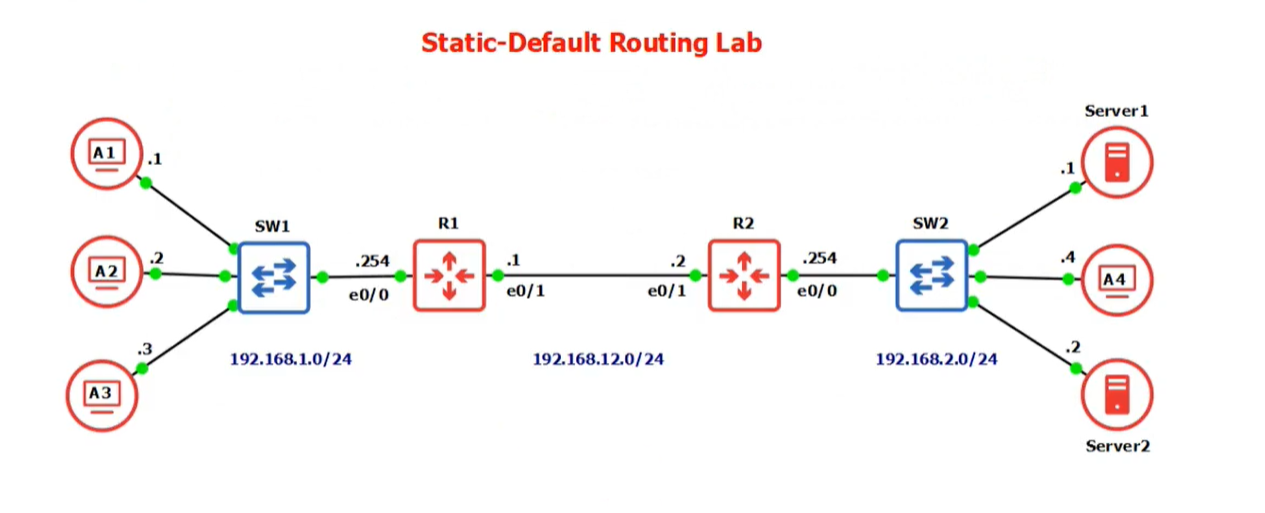 Static-Default Routing Lab
Server1
A1
.1
.1
SW1
R1
R2
SW2
.2
.254
.1
.2
.254
.4
A2
A4
e0/0
e0/1
e0/1
e0/0
.3
.2
192.168.1.0/24
192.168.12.0/24
192.168.2.0/24
A3
Server2